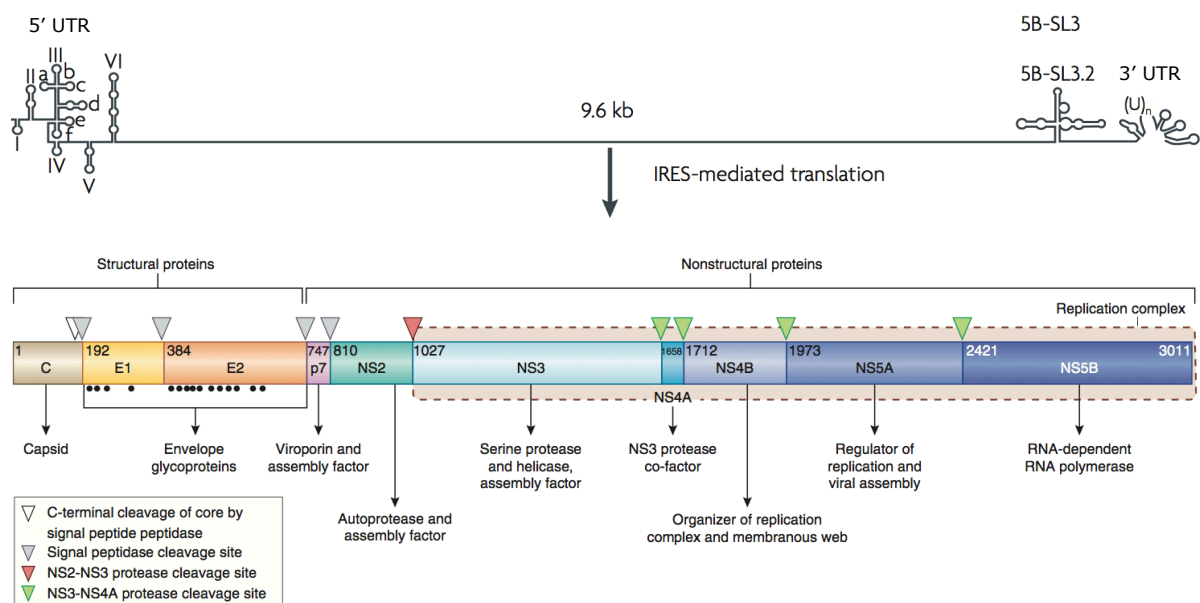 5′ UTR
III
VI
II
a
b
c
d
e
f
I
IV
V
5B-SL3
5B-SL3.2
3′ UTR
(U)n
9.6 kb
IRES-mediated translation
Structural proteins
Nonstructural proteins
Replication complex
1
192
384
747
810
1027
1658
1712
1973
2421
3011
C
E1
E2
p7
NS2
NS3
NS4B
NS5A
NS5B
NS4A
Capsid
Envelope
glycoproteins
Viroporin and
assembly factor
Serine protease
and helicase,
assembly factor
NS3 protease
co-factor
Regulator of
replication and
viral assembly
RNA-dependent
RNA polymerase
Autoprotease and
assembly factor
Organizer of replication
complex and membranous web
C-terminal cleavage of core by
signal peptide peptidase
Signal peptidase cleavage site
NS2-NS3 protease cleavage site
NS3-NS4A protease cleavage site